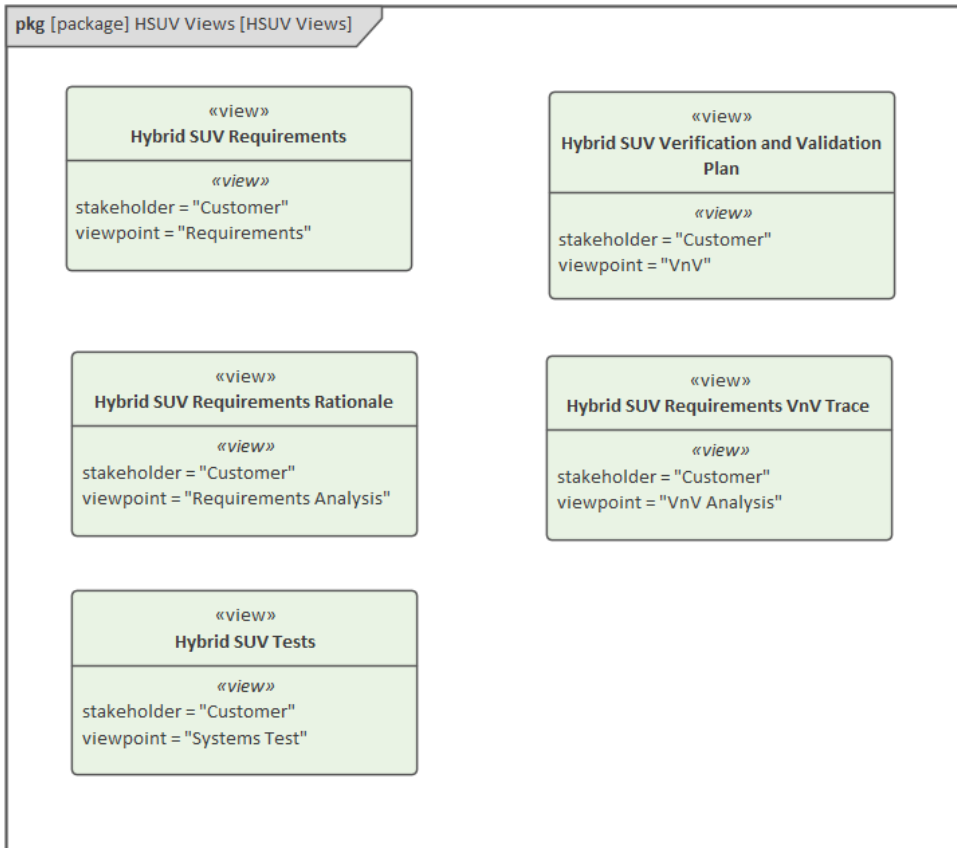 pkg [package] HSUV Views [HSUV Views]
«view»
Hybrid SUV Requirements
«view»
stakeholder = "Customer"
viewpoint = "Requirements"
«view»
Hybrid SUV Verification and Validation
Plan
«view»
stakeholder = "Customer"
viewpoint = "VnV"
«view»
Hybrid SUV Requirements Rationale
«view»
stakeholder = "Customer"
viewpoint = "Requirements Analysis"
«view»
Hybrid SUV Requirements VnV Trace
«view»
stakeholder = "Customer"
viewpoint = "VnV Analysis"
«view»
Hybrid SUV Tests
«view»
stakeholder = "Customer"
viewpoint = "Systems Test"